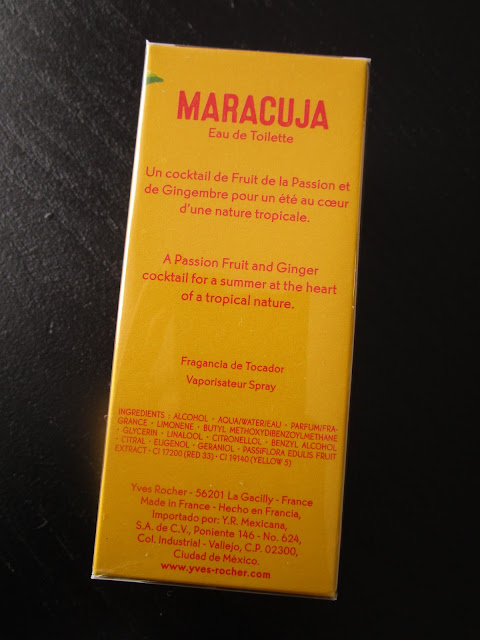 MARACUJA
Eau de Toilette
Un cocktail de Fruit de la Passion et
de Gingembre pour un été au cœur
d'une nature tropicale.
A Passion Fruit and Ginger
cocktail for a summer at the heart
of a tropical nature.
Fragancia de Tocador
Vaporisateur Spray
INGREDIENTS : ALCOHOL · AQUA/WATER/EAU · PARFUM/FRA-
GRANCE · LIMONENE · BUTYL METHOXYDIBENZOYLMETHANE
· GLYCERIN · LINALOOL · CITRONELLOL · BENZYL ALCOHOL
· CITRAL · EUGENOL · GERANIOL · PASSIFLORA EDULIS FRUIT
EXTRACT · CI 17200 (RED 33) · CI 19140 (YELLOW 5)
Yves Rocher - 56201 La Gacilly - France
Made in France - Hecho en Francia,
importado por: Y.R. Mexicana,
S.A. de C.V., Poniente 146 - No. 624,
Col. Industrial - Vallejo, C.P. 02300,
Ciudad de México.
www.yves-rocher.com